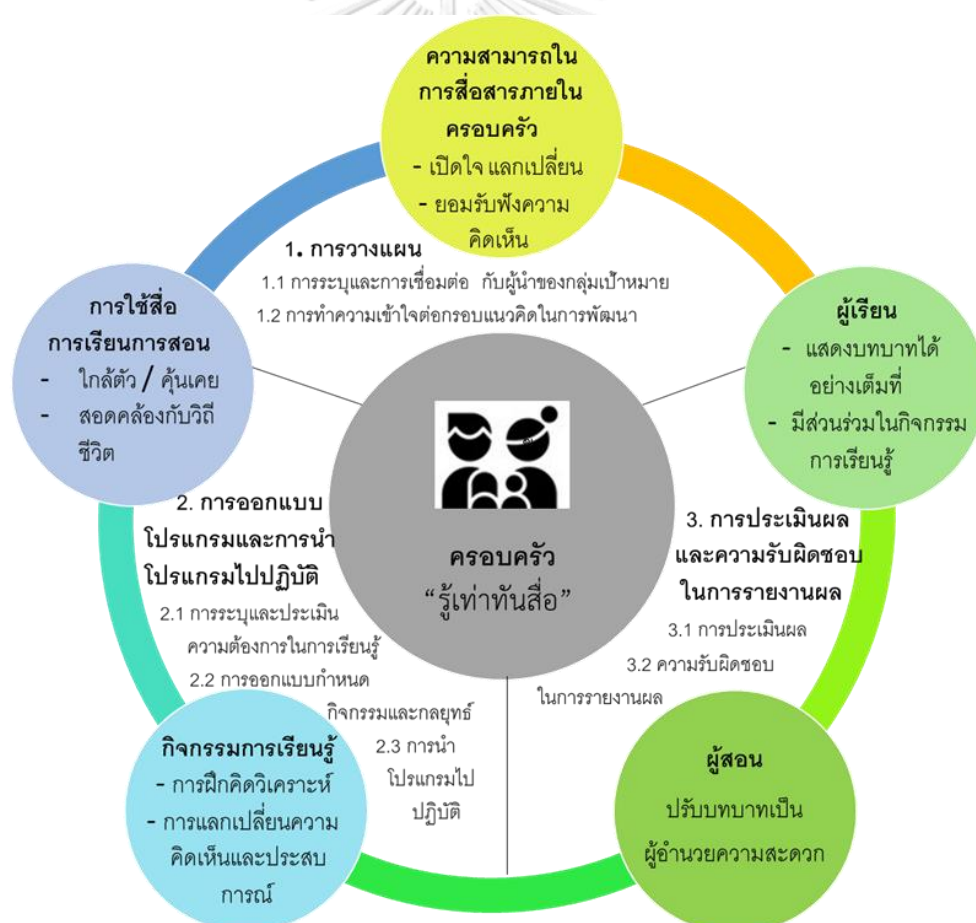 ความสามารถใน
การสื่อสารภายใน
ครอบครัว
- เปิดใจ แลกเปลี่ยน
- ยอมรับฟังความ
คิดเห็น
1. การวางแผน
1.1 การระบุและการเชื่อมต่อ กับผู้นำของกลุ่มเป้าหมาย
1.2 การทำความเข้าใจต่อกรอบแนวคิดในการพัฒนา
การใช้สื่อ
การเรียนการสอน
- ใกล้ตัว / คุ้นเคย
- สอดคล้องกับวิถี
ชีวิต
ผู้เรียน
- แสดงบทบาทได้
อย่างเต็มที่
- มีส่วนร่วมในกิจกรรม
การเรียนรู้
ครอบครัว
“รู้เท่าทันสื่อ”
2. การออกแบบ
โปรแกรมและการนำ
โปรแกรมไปปฏิบัติ
2.1 การระบุและประเมิน
ความต้องการในการเรียนรู้
2.2 การออกแบบกำหนด
กิจกรรมและกลยุทธ์
2.3 การนำ
โปรแกรมไป
ปฏิบัติ
3. การประเมินผล
และความรับผิดชอบ
ในการรายงานผล
3.1 การประเมินผล
3.2 ความรับผิดชอบ
ในการรายงานผล
กิจกรรมการเรียนรู้
- การฝึกคิดวิเคราะห์
- การแลกเปลี่ยนความ
คิดเห็นและประสบ
การณ์
ผู้สอน
ปรับบทบาทเป็น
ผู้อำนวยความสะดวก